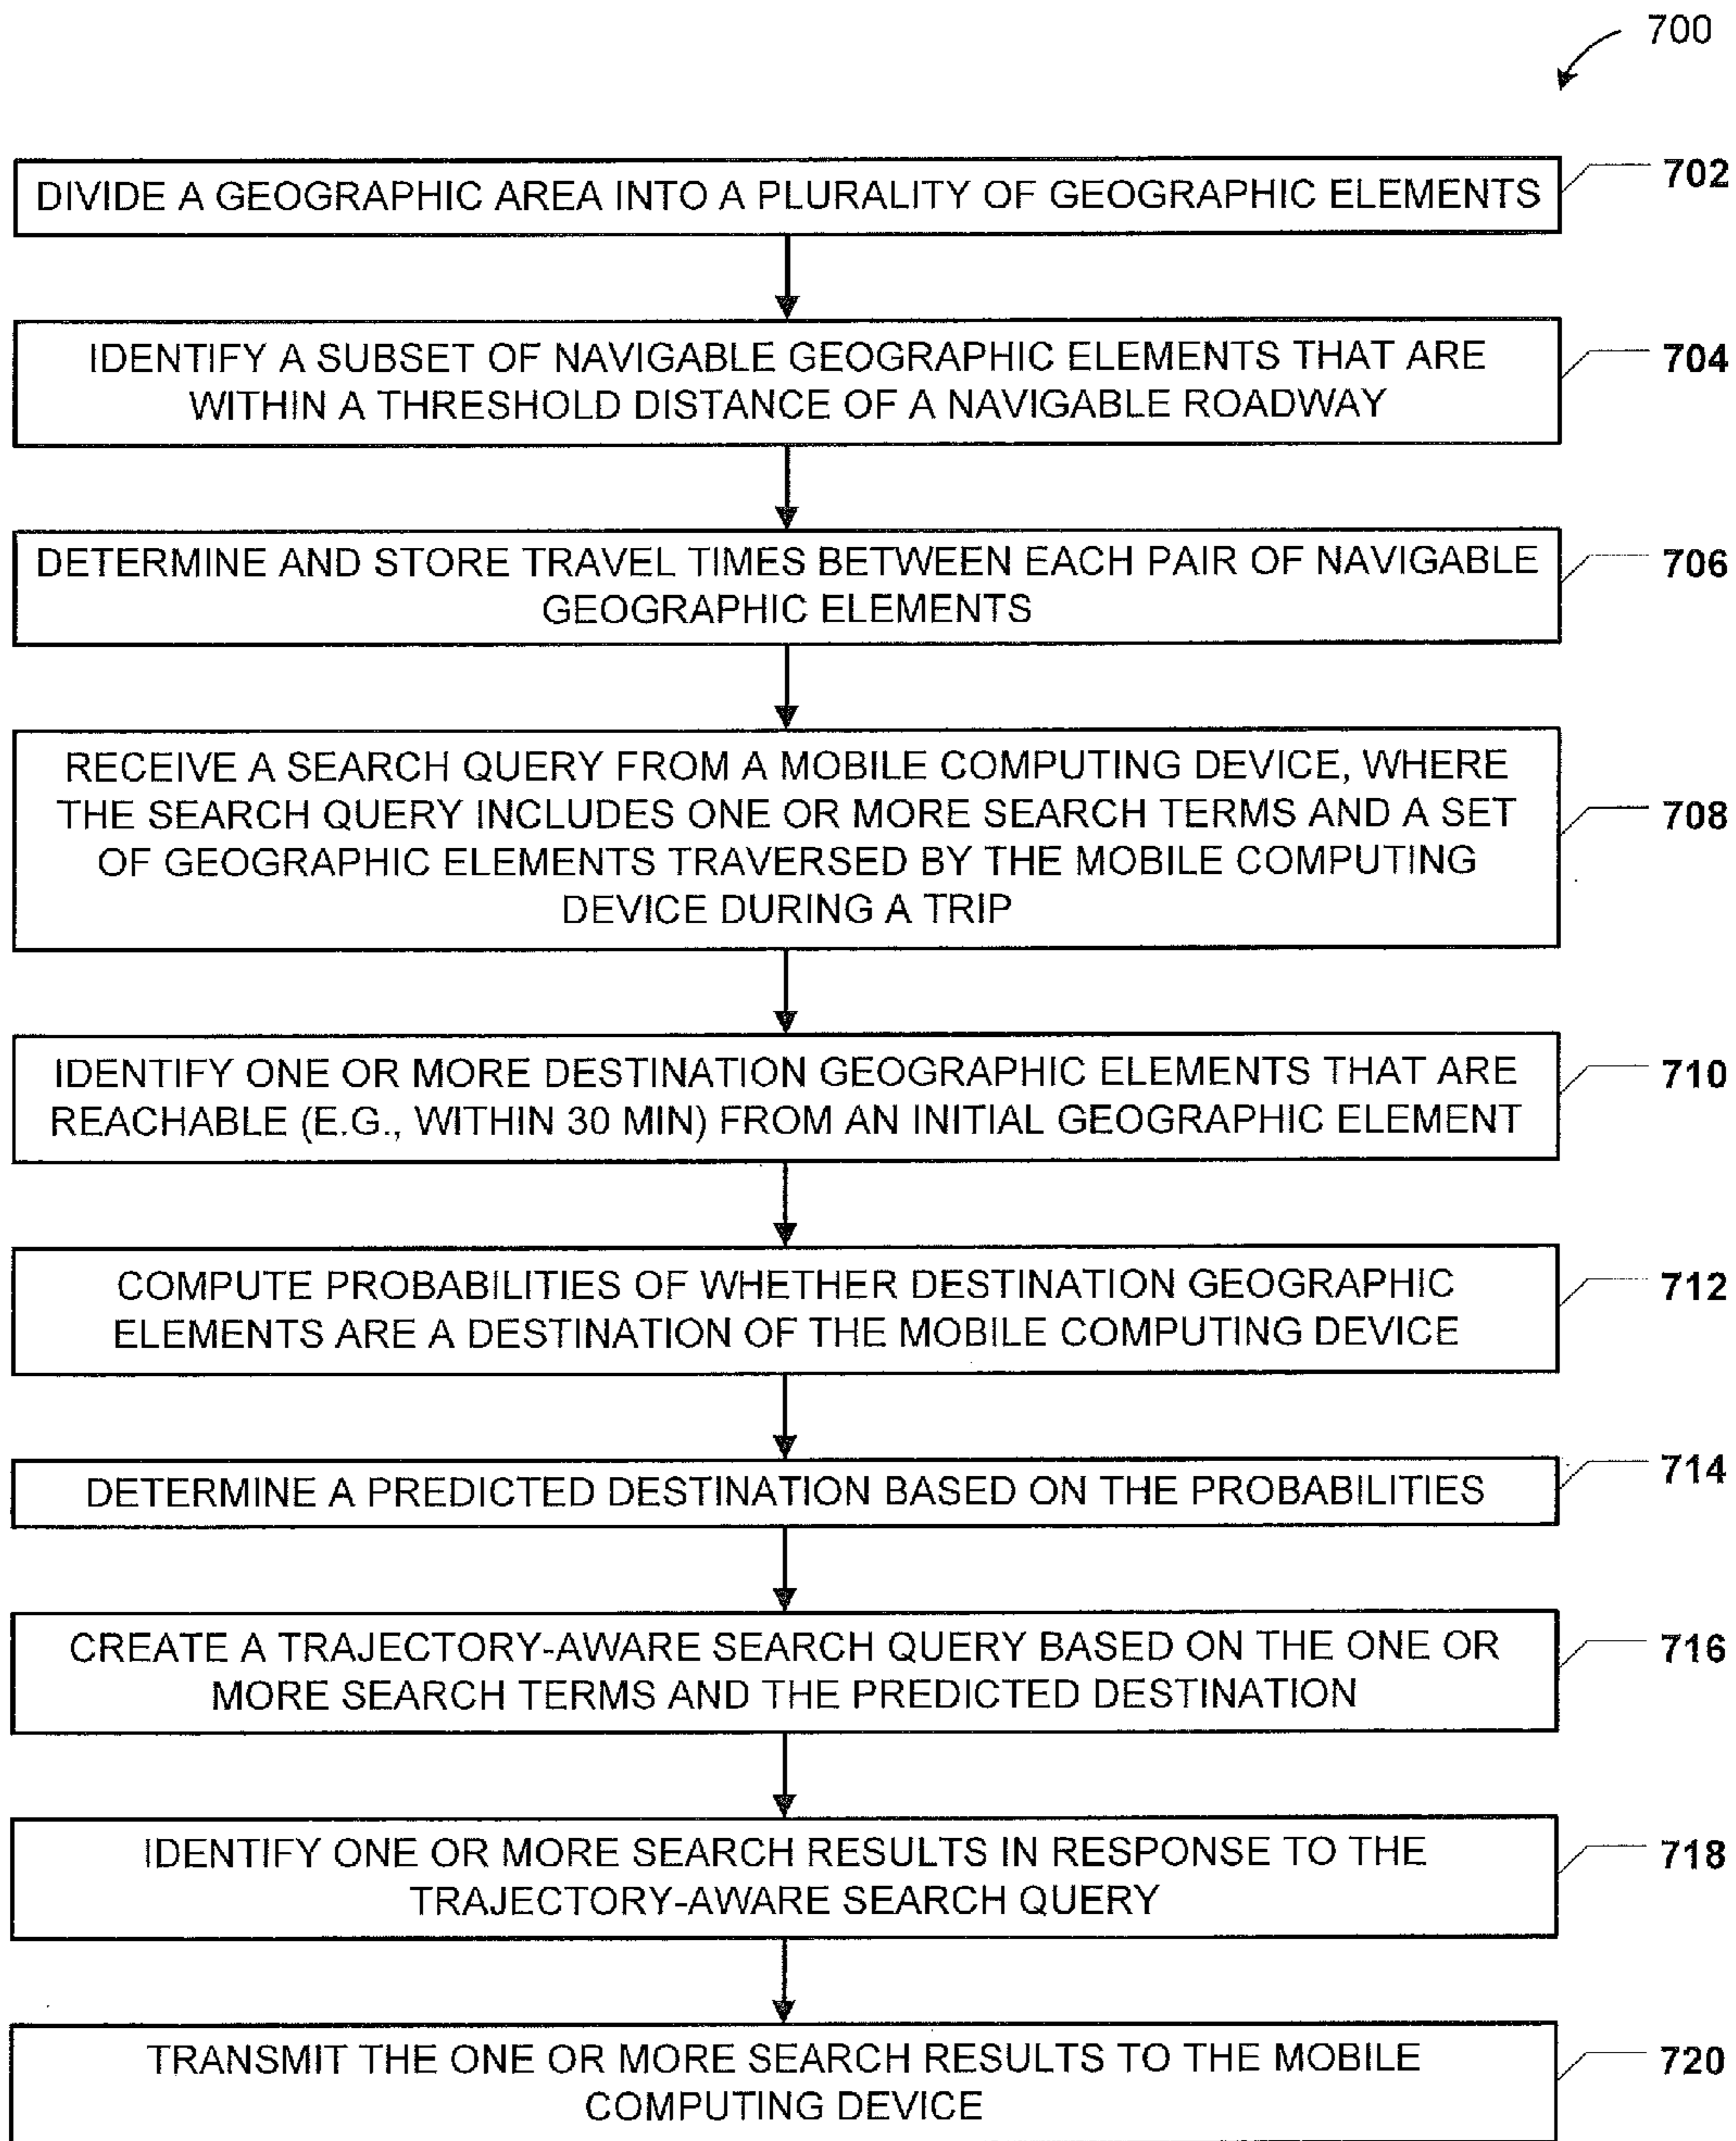 700
DIVIDE A GEOGRAPHIC AREA INTO A PLURALITY OF GEOGRAPHIC ELEMENTS
702
IDENTIFY A SUBSET OF NAVIGABLE GEOGRAPHIC ELEMENTS THAT ARE
WITHIN A THRESHOLD DISTANCE OF A NAVIGABLE ROADWAY
704
DETERMINE AND STORE TRAVEL TIMES BETWEEN EACH PAIR OF NAVIGABLE
GEOGRAPHIC ELEMENTS
706
RECEIVE A SEARCH QUERY FROM A MOBILE COMPUTING DEVICE, WHERE
THE SEARCH QUERY INCLUDES ONE OR MORE SEARCH TERMS AND A SET
OF GEOGRAPHIC ELEMENTS TRAVERSED BY THE MOBILE COMPUTING
DEVICE DURING A TRIP
708
IDENTIFY ONE OR MORE DESTINATION GEOGRAPHIC ELEMENTS THAT ARE
REACHABLE (E.G., WITHIN 30 MIN) FROM AN INITIAL GEOGRAPHIC ELEMENT
710
COMPUTE PROBABILITIES OF WHETHER DESTINATION GEOGRAPHIC
ELEMENTS ARE A DESTINATION OF THE MOBILE COMPUTING DEVICE
712
DETERMINE A PREDICTED DESTINATION BASED ON THE PROBABILITIES
714
CREATE A TRAJECTORY-AWARE SEARCH QUERY BASED ON THE ONE OR
MORE SEARCH TERMS AND THE PREDICTED DESTINATION
716
IDENTIFY ONE OR MORE SEARCH RESULTS IN RESPONSE TO THE
TRAJECTORY-AWARE SEARCH QUERY
718
TRANSMIT THE ONE OR MORE SEARCH RESULTS TO THE MOBILE
COMPUTING DEVICE
720